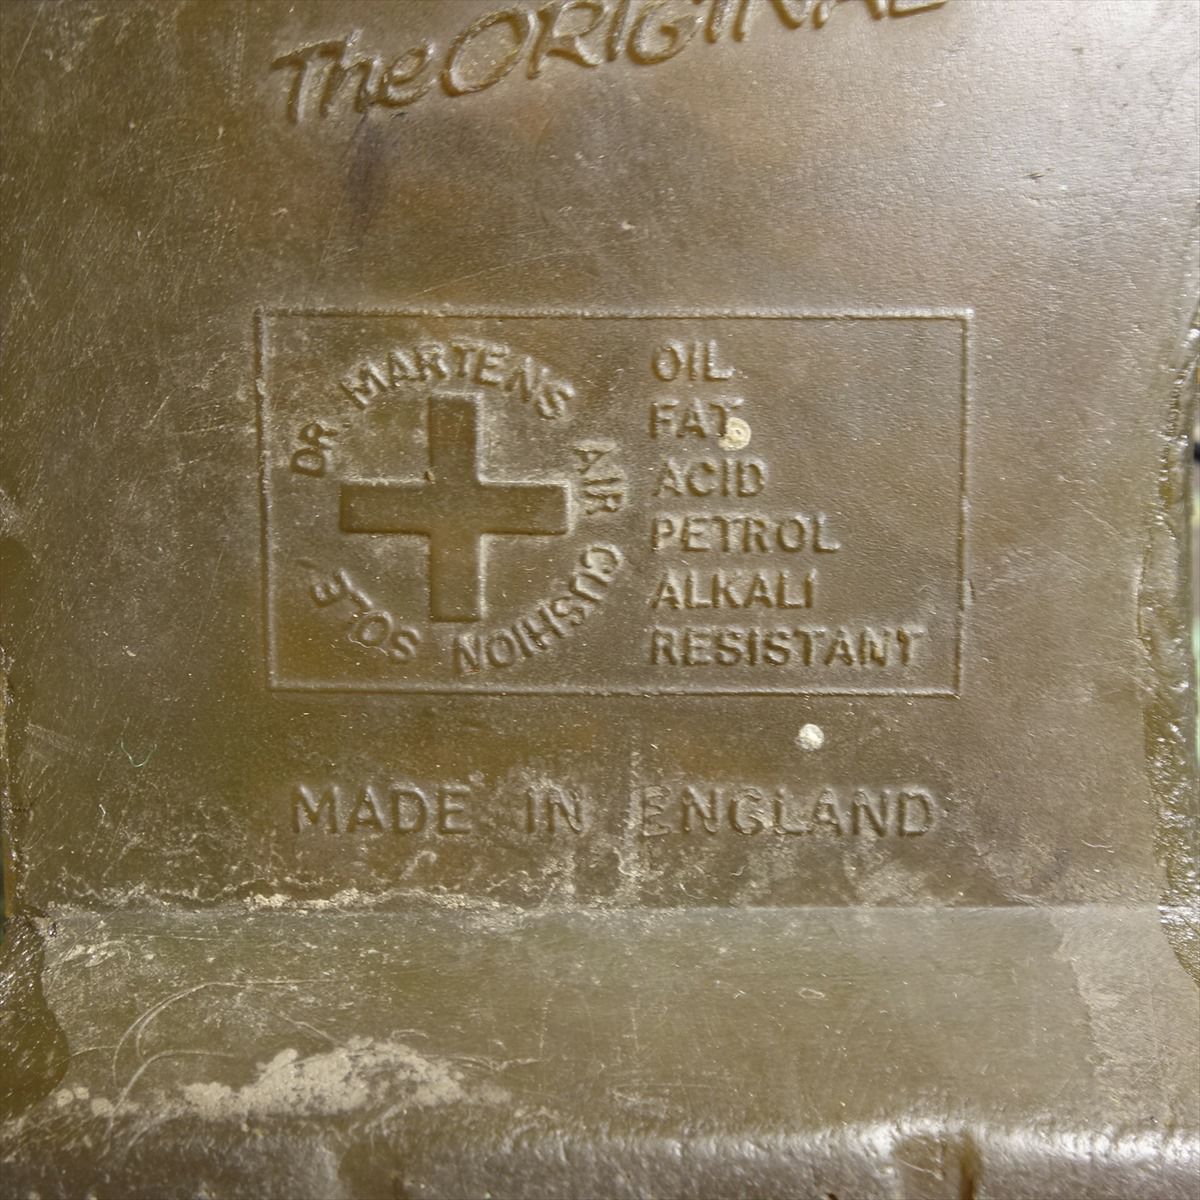 The ORIGINAL
DR. MARTENS AIR CUSHION SOLE
OIL
FAT
ACID
PETROL
ALKALI
RESISTANT
MADE IN ENGLAND